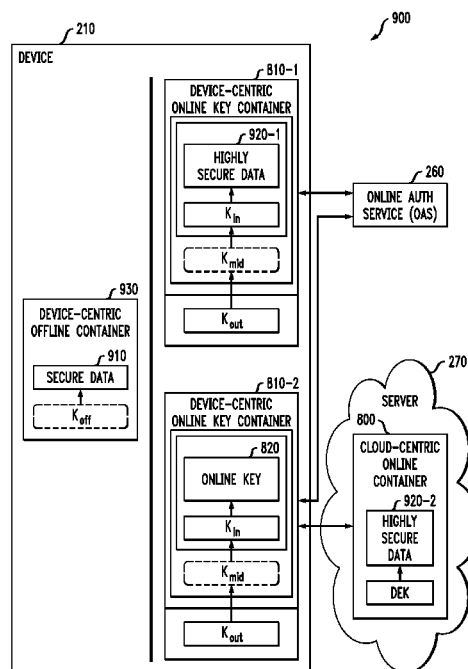 210
900
DEVICE
810-1
DEVICE-CENTRIC
ONLINE KEY CONTAINER
920-1
HIGHLY
SECURE DATA
Kin
Kmid
Kout
260
ONLINE AUTH
SERVICE (OAS)
930
DEVICE-CENTRIC
OFFLINE CONTAINER
910
SECURE DATA
Koff
810-2
DEVICE-CENTRIC
ONLINE KEY CONTAINER
820
ONLINE KEY
Kin
Kmid
Kout
270
SERVER
800
CLOUD-CENTRIC
ONLINE
CONTAINER
920-2
HIGHLY
SECURE
DATA
DEK